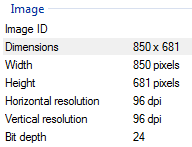 Image
Image ID
Dimensions 850 x 681
Width 850 pixels
Height 681 pixels
Horizontal resolution 96 dpi
Vertical resolution 96 dpi
Bit depth 24